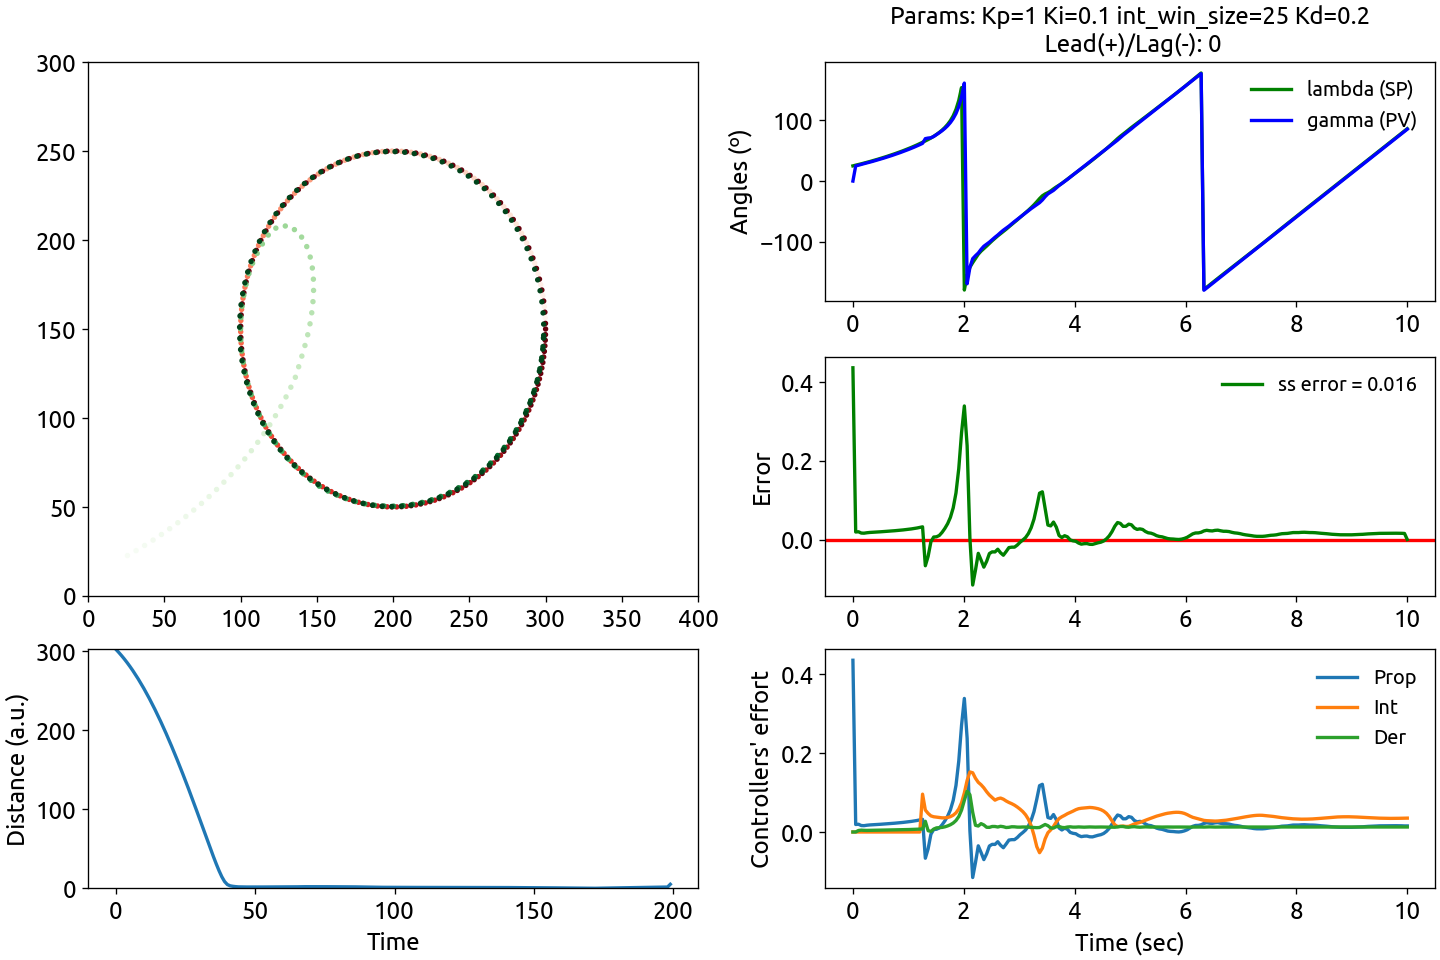 Params: Kp=1 Ki=0.1 int_win_size=25 Kd=0.2
Lead(+)/Lag(-): 0
300
250
200
150
100
50
0
0 50 100 150 200 250 300 350 400
Angles (º)
100
0
−100
lambda (SP)
gamma (PV)
0 2 4 6 8 10
Error
0.4
0.2
0.0
ss error = 0.016
0 2 4 6 8 10
Distance (a.u.)
300
200
100
0
0 50 100 150 200
Time
Controllers' effort
0.4
0.2
0.0
Prop
Int
Der
0 2 4 6 8 10
Time (sec)